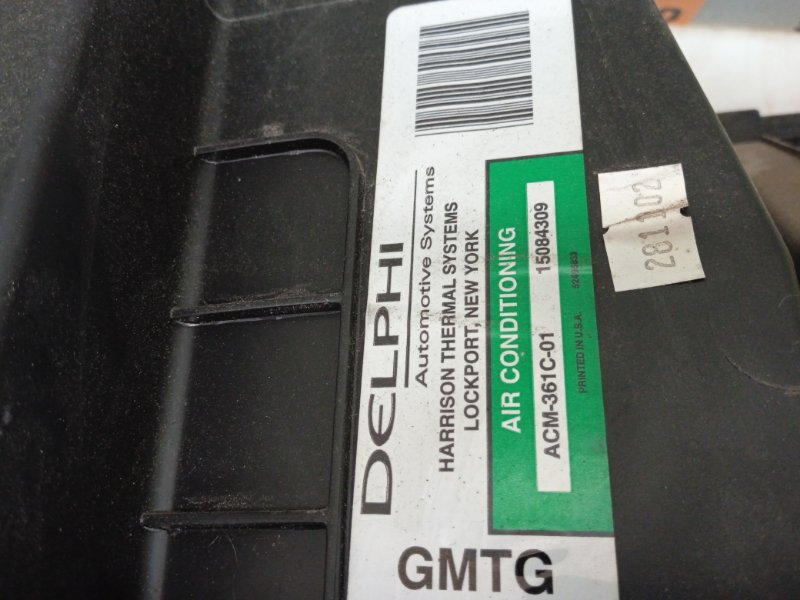 DELPHI
Automotive Systems
HARRISON THERMAL SYSTEMS
LOCKPORT, NEW YORK
AIR CONDITIONING
ACM-361C-01 15084309
PRINTED IN U.S.A.
GMTG
281102